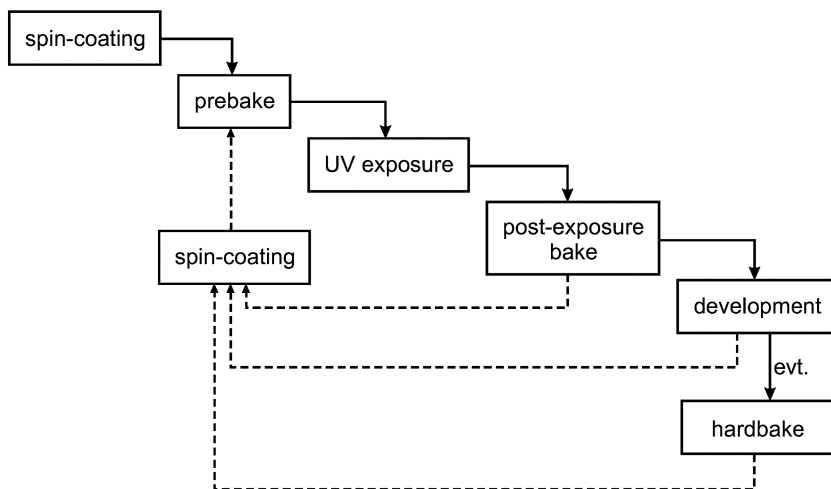 spin-coating
prebake
UV exposure
post-exposure
bake
spin-coating
development
evt.
hardbake